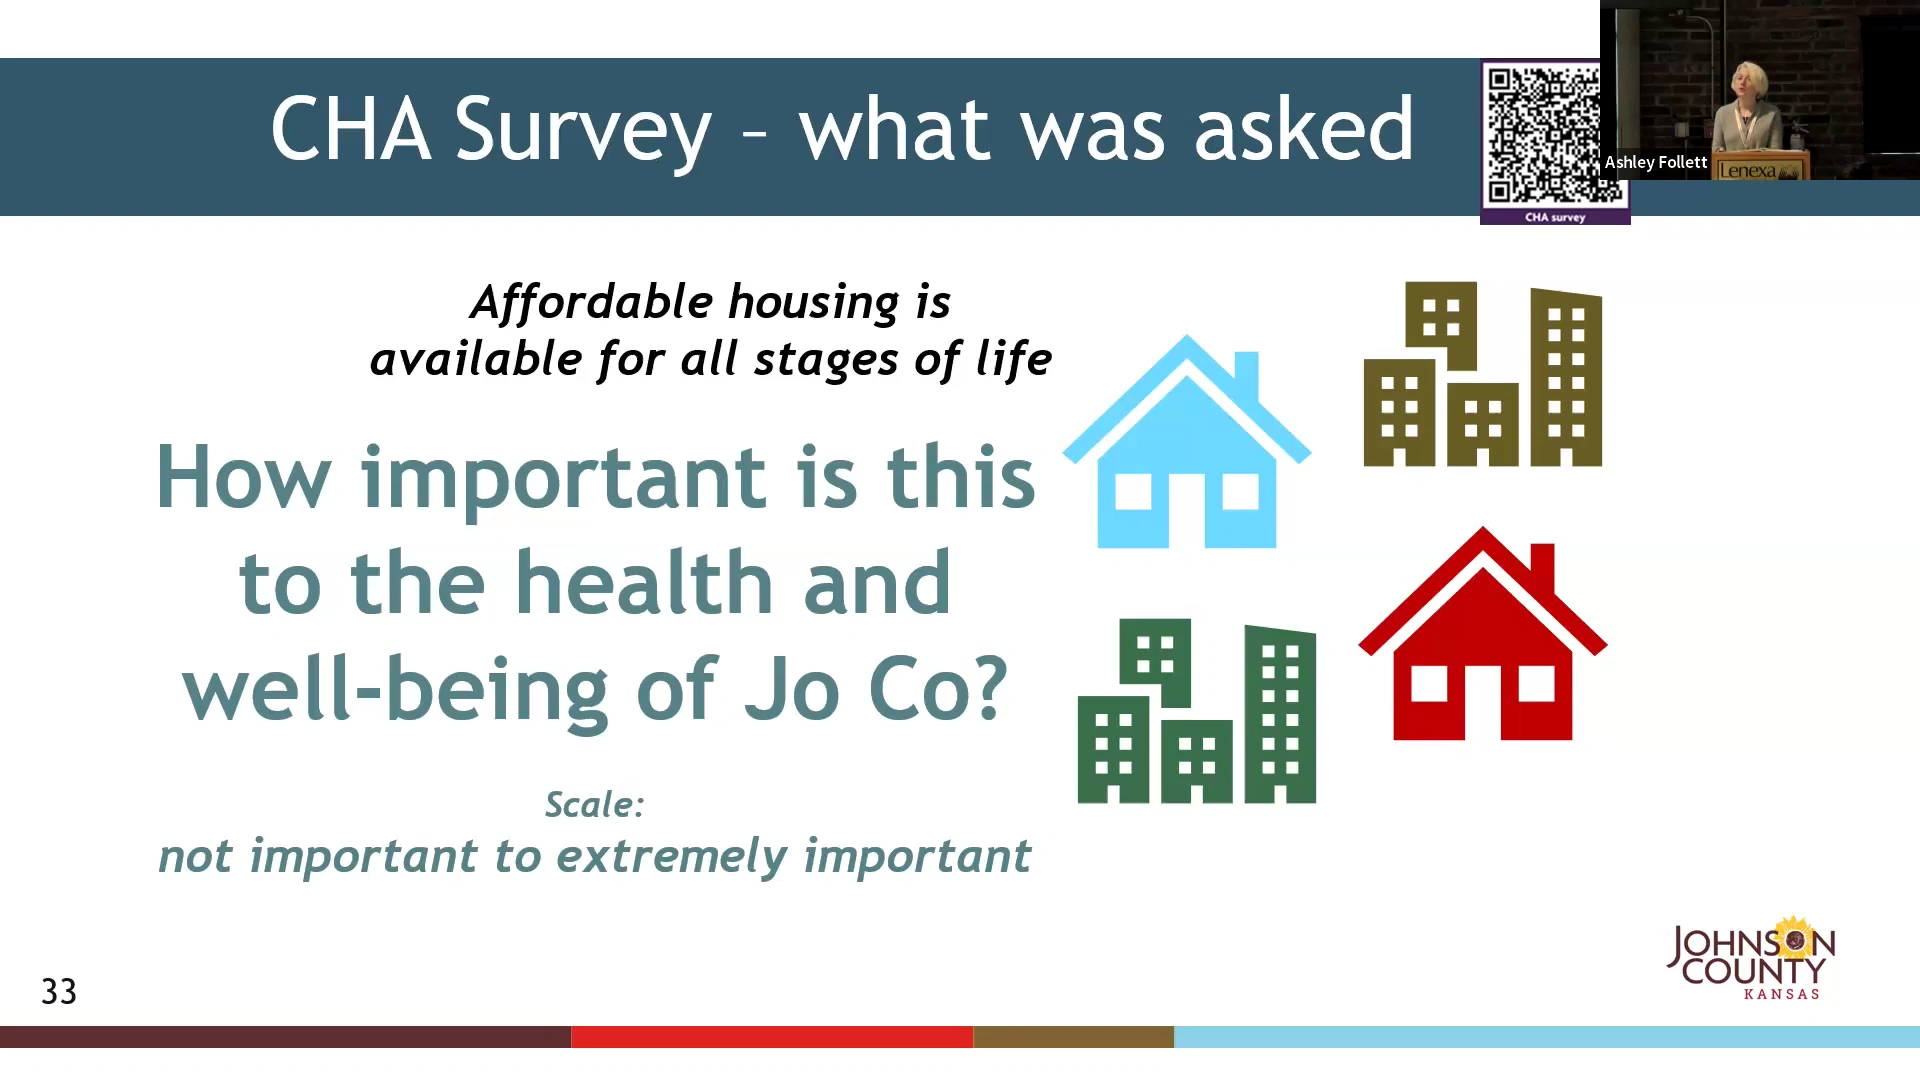 CHA Survey – what was asked
CHA survey
Ashley Follett
Lenexa
Affordable housing is
available for all stages of life
How important is this
to the health and
well-being of Jo Co?
Scale:
not important to extremely important
JOHNSON
COUNTY
KANSAS
33